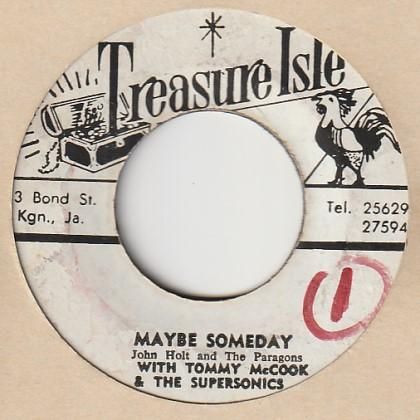 Treasure Isle
3 Bond St.
Kgn., Ja.
Tel. 25629
27594
1
MAYBE SOMEDAY
John Holt and The Paragons
WITH TOMMY McCOOK
& THE SUPERSONICS